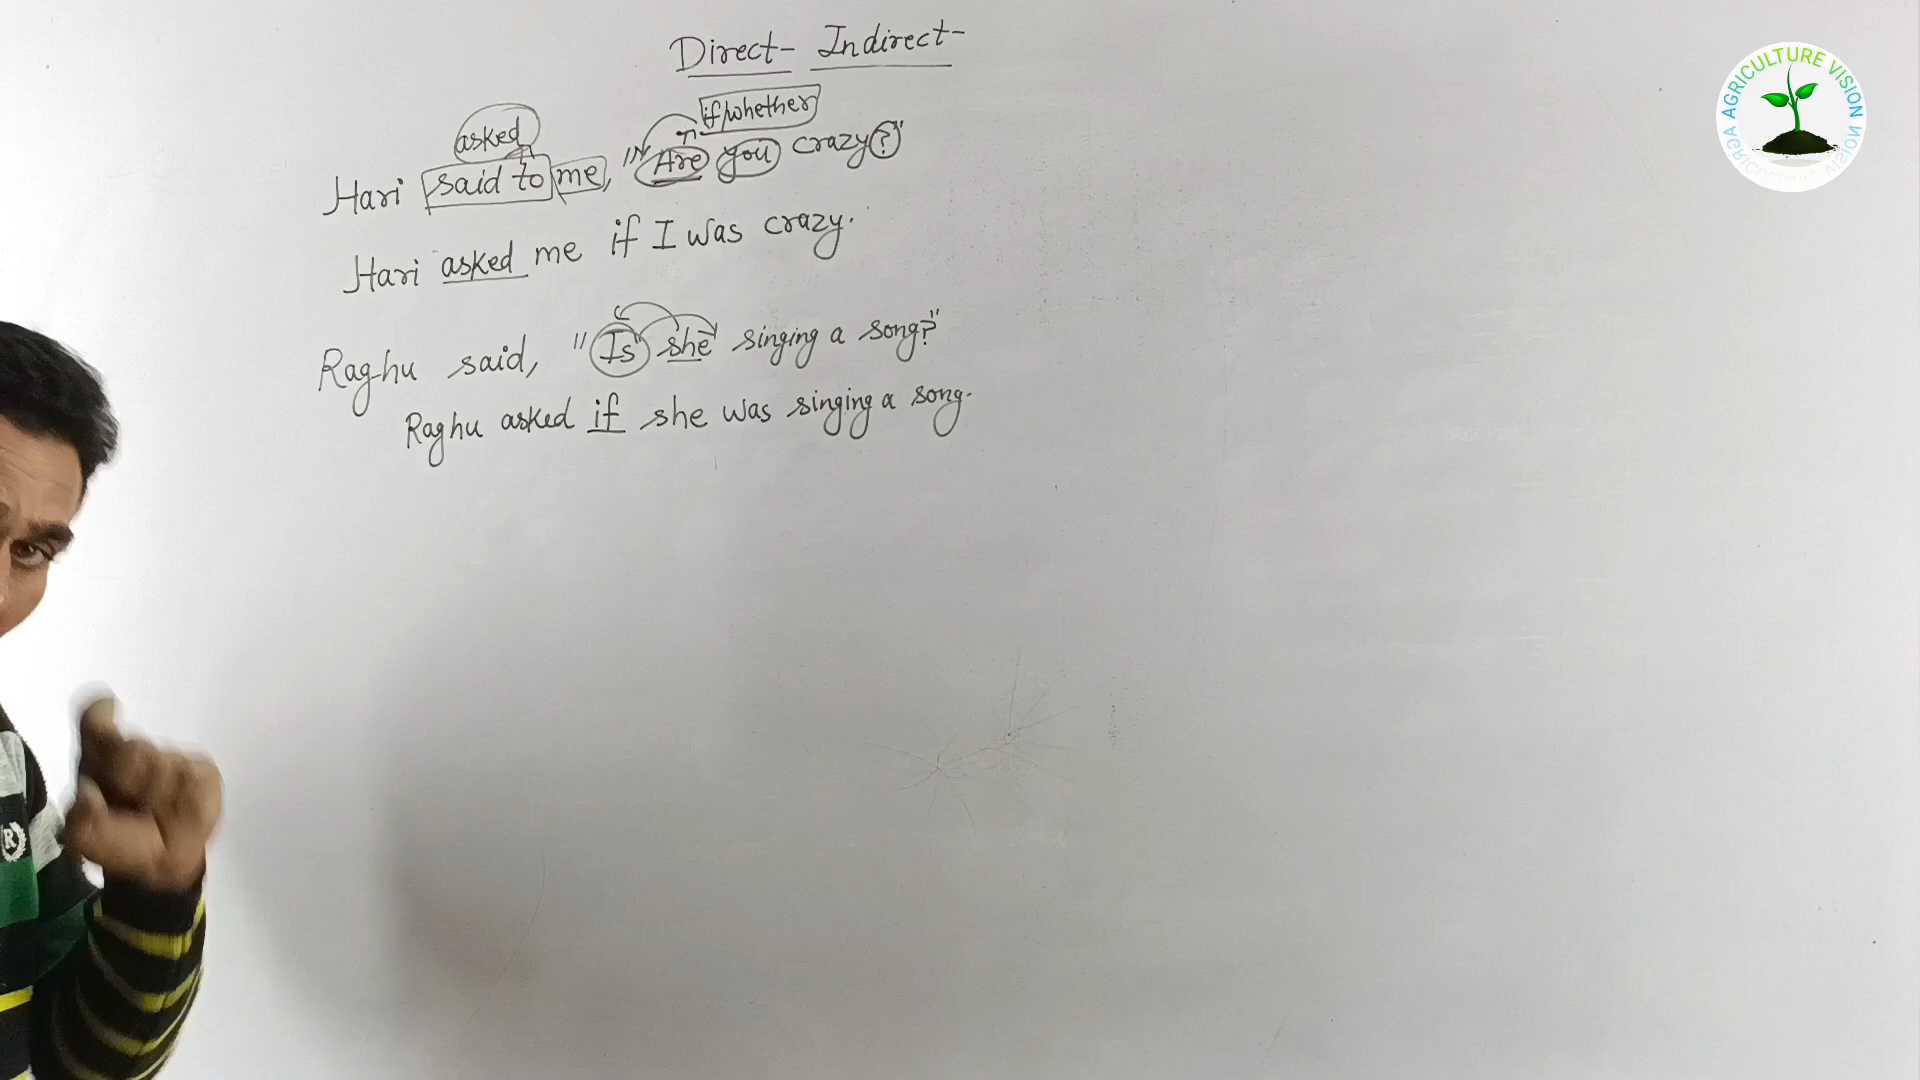 Direct- Indirect-
asked
if/whether
Hari said to me, "Are you crazy?"
Hari asked me if I was crazy.
Raghu said, "Is she singing a song?"
Raghu asked if she was singing a song.
AGRICULTURE VISION
R